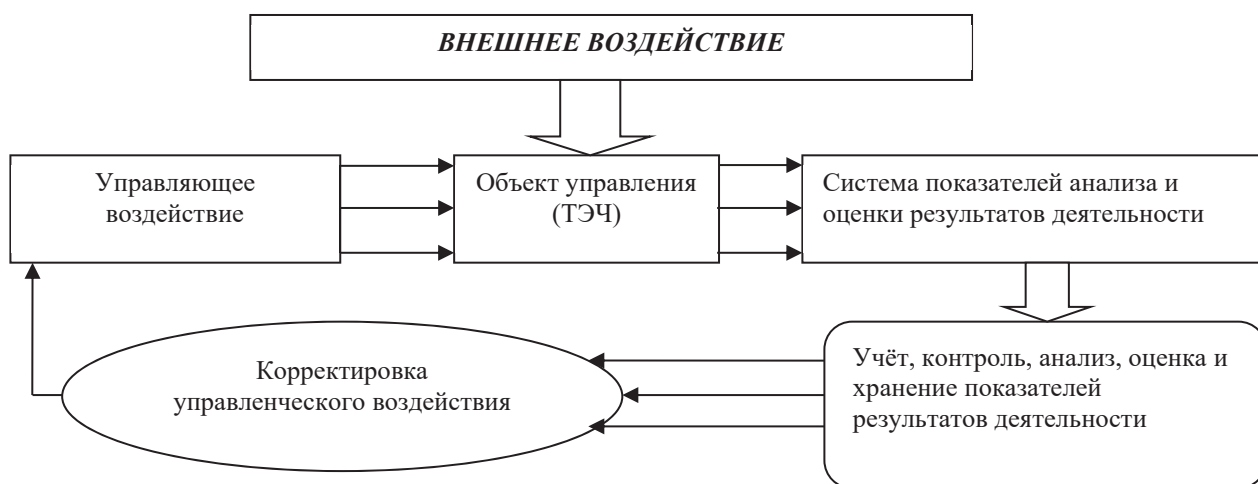 ВНЕШНЕЕ ВОЗДЕЙСТВИЕ
Управляющее
воздействие
Объект управления
(ТЭЧ)
Система показателей анализа и
оценки результатов деятельности
Учёт, контроль, анализ, оценка и
хранение показателей
результатов деятельности
Корректировка
управленческого воздействия